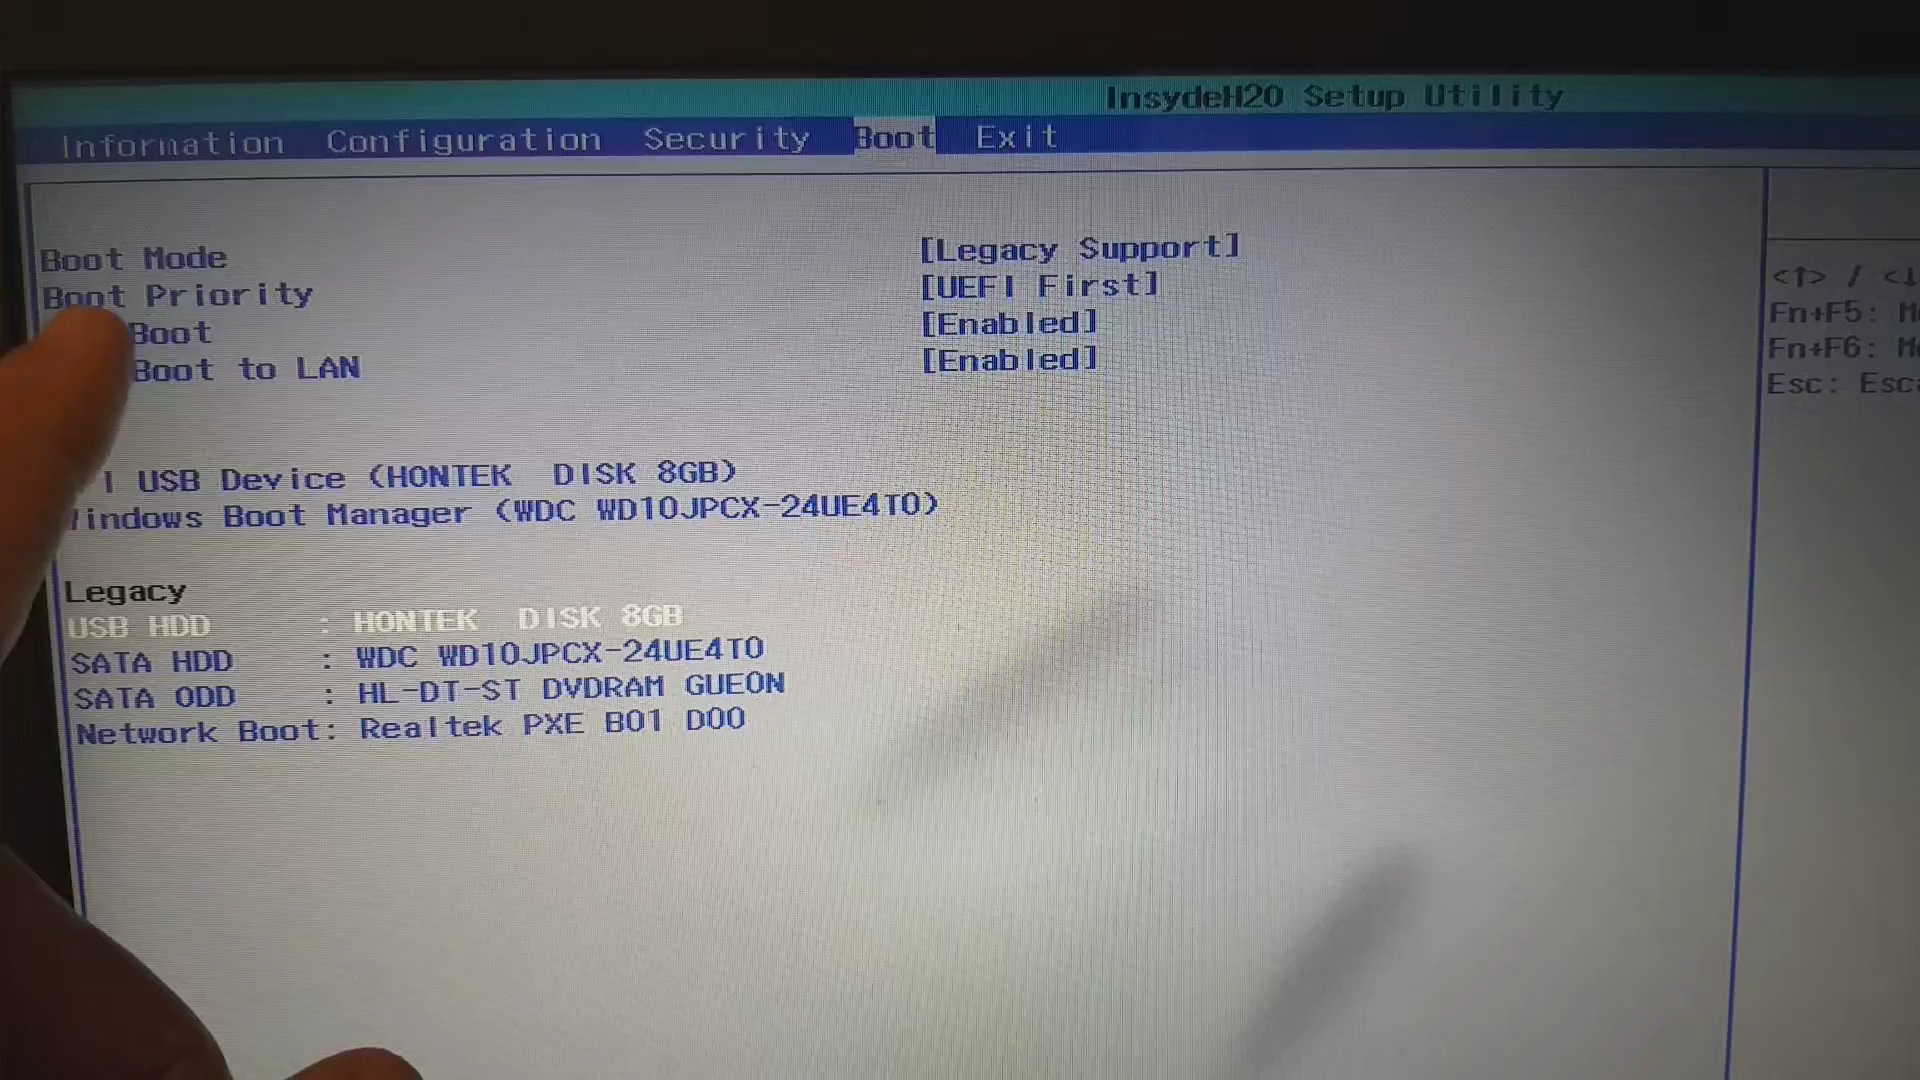 InsydeH20 Setup Utility
Information Configuration Security Boot Exit
Boot Mode [Legacy Support]
Boot Priority [UEFI First]
Boot [Enabled]
Boot to LAN [Enabled]
I USB Device (HONTEK DISK 8GB)
Windows Boot Manager (WDC WD10JPCX-24UE4T0)
Legacy
USB HDD : HONTEK DISK 8GB
SATA HDD : WDC WD10JPCX-24UE4T0
SATA ODD : HL-DT-ST DVDRAM GUE0N
Network Boot: Realtek PXE B01 D00
<↑> / <↓
Fn+F5:
Fn+F6:
Esc: